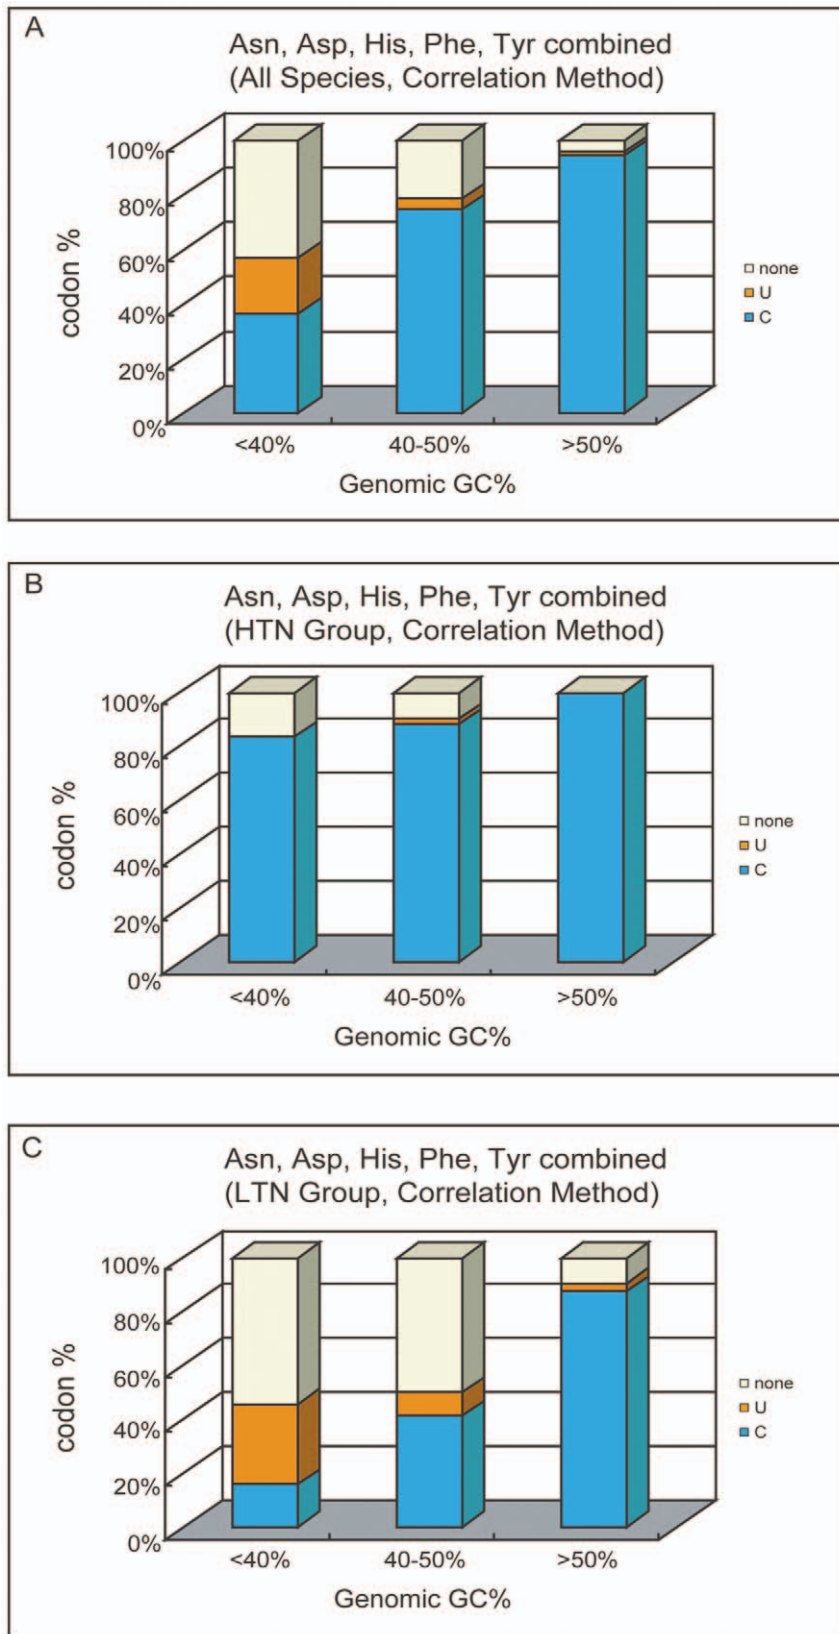 A
Asn, Asp, His, Phe, Tyr combined
(All Species, Correlation Method)
100%
80%
60%
40%
20%
0%
codon %
none
U
C
<40%
40-50%
>50%
Genomic GC%
B
Asn, Asp, His, Phe, Tyr combined
(HTN Group, Correlation Method)
100%
80%
60%
40%
20%
0%
codon %
none
U
C
<40%
40-50%
>50%
Genomic GC%
C
Asn, Asp, His, Phe, Tyr combined
(LTN Group, Correlation Method)
100%
80%
60%
40%
20%
0%
codon %
none
U
C
<40%
40-50%
>50%
Genomic GC%